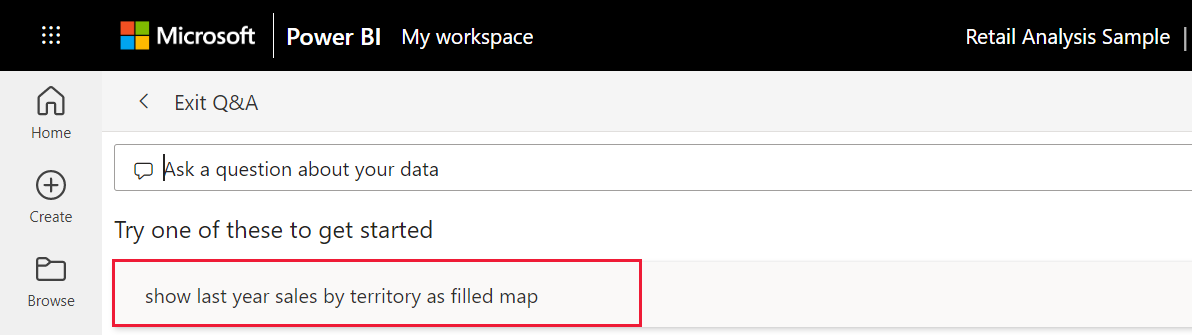 Microsoft Power BI My workspace Retail Analysis Sample |
Exit Q&A
Home
Ask a question about your data
Create
Try one of these to get started
Browse
show last year sales by territory as filled map